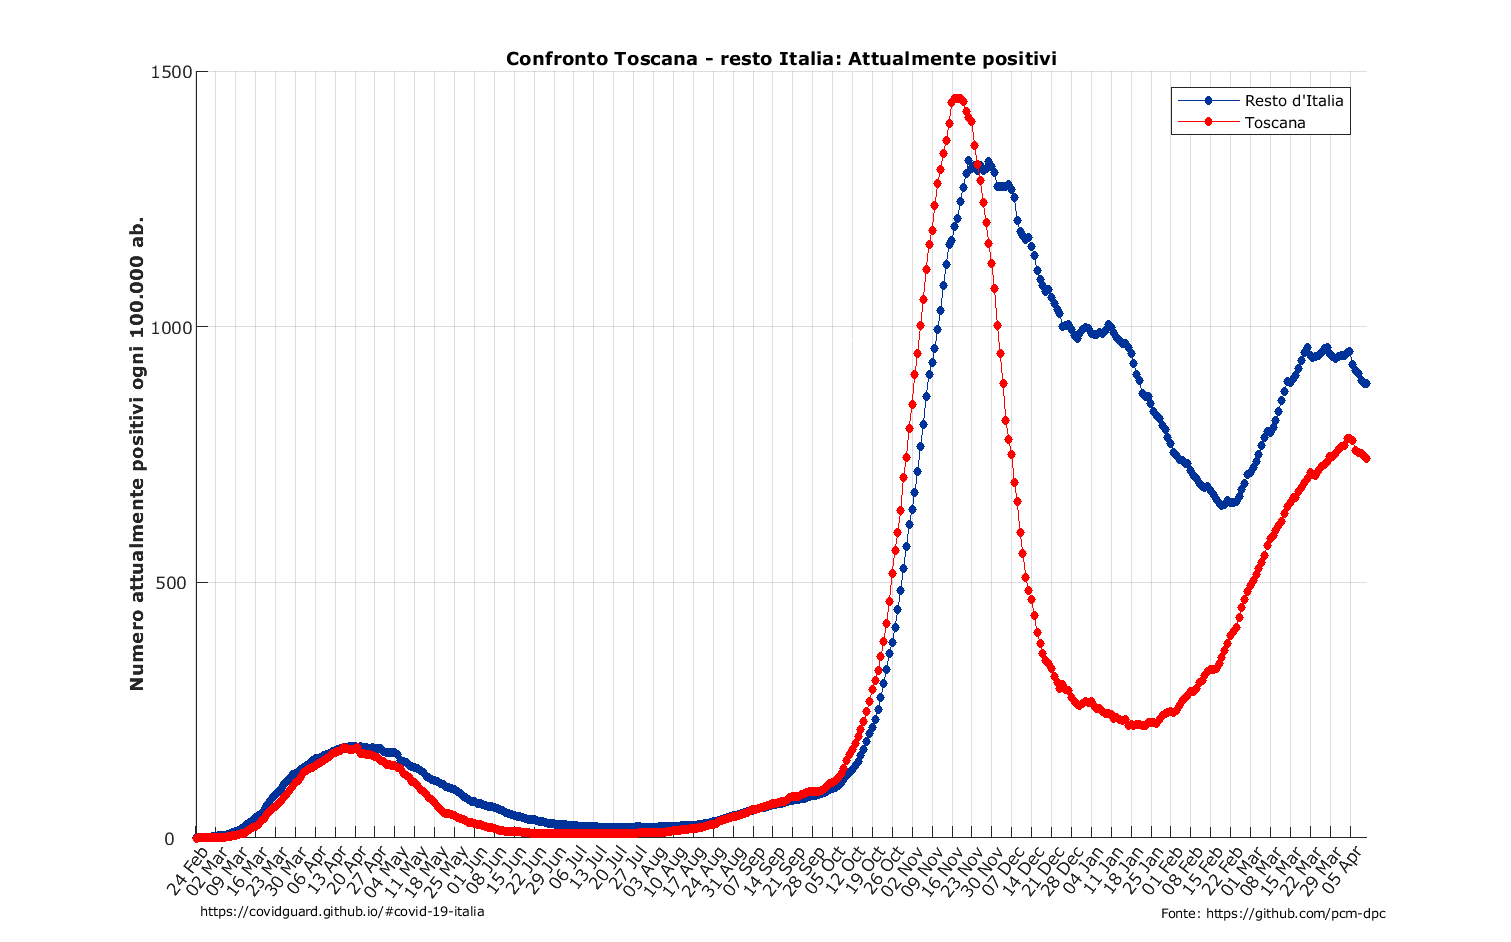 Confronto Toscana - resto Italia: Attualmente positivi
Numero attualmente positivi ogni 100.000 ab.
1500
1000
500
0
Resto d'Italia
Toscana
24 Feb
02 Mar
09 Mar
16 Mar
23 Mar
30 Mar
06 Apr
13 Apr
20 Apr
27 Apr
04 May
11 May
18 May
25 May
01 Jun
08 Jun
15 Jun
22 Jun
29 Jun
06 Jul
13 Jul
20 Jul
27 Jul
03 Aug
10 Aug
17 Aug
24 Aug
31 Aug
07 Sep
14 Sep
21 Sep
28 Sep
05 Oct
12 Oct
19 Oct
26 Oct
02 Nov
09 Nov
16 Nov
23 Nov
30 Nov
07 Dec
14 Dec
21 Dec
28 Dec
04 Jan
11 Jan
18 Jan
25 Jan
01 Feb
08 Feb
15 Feb
22 Feb
01 Mar
08 Mar
15 Mar
22 Mar
29 Mar
05 Apr
https://covidguard.github.io/#covid-19-italia
Fonte: https://github.com/pcm-dpc